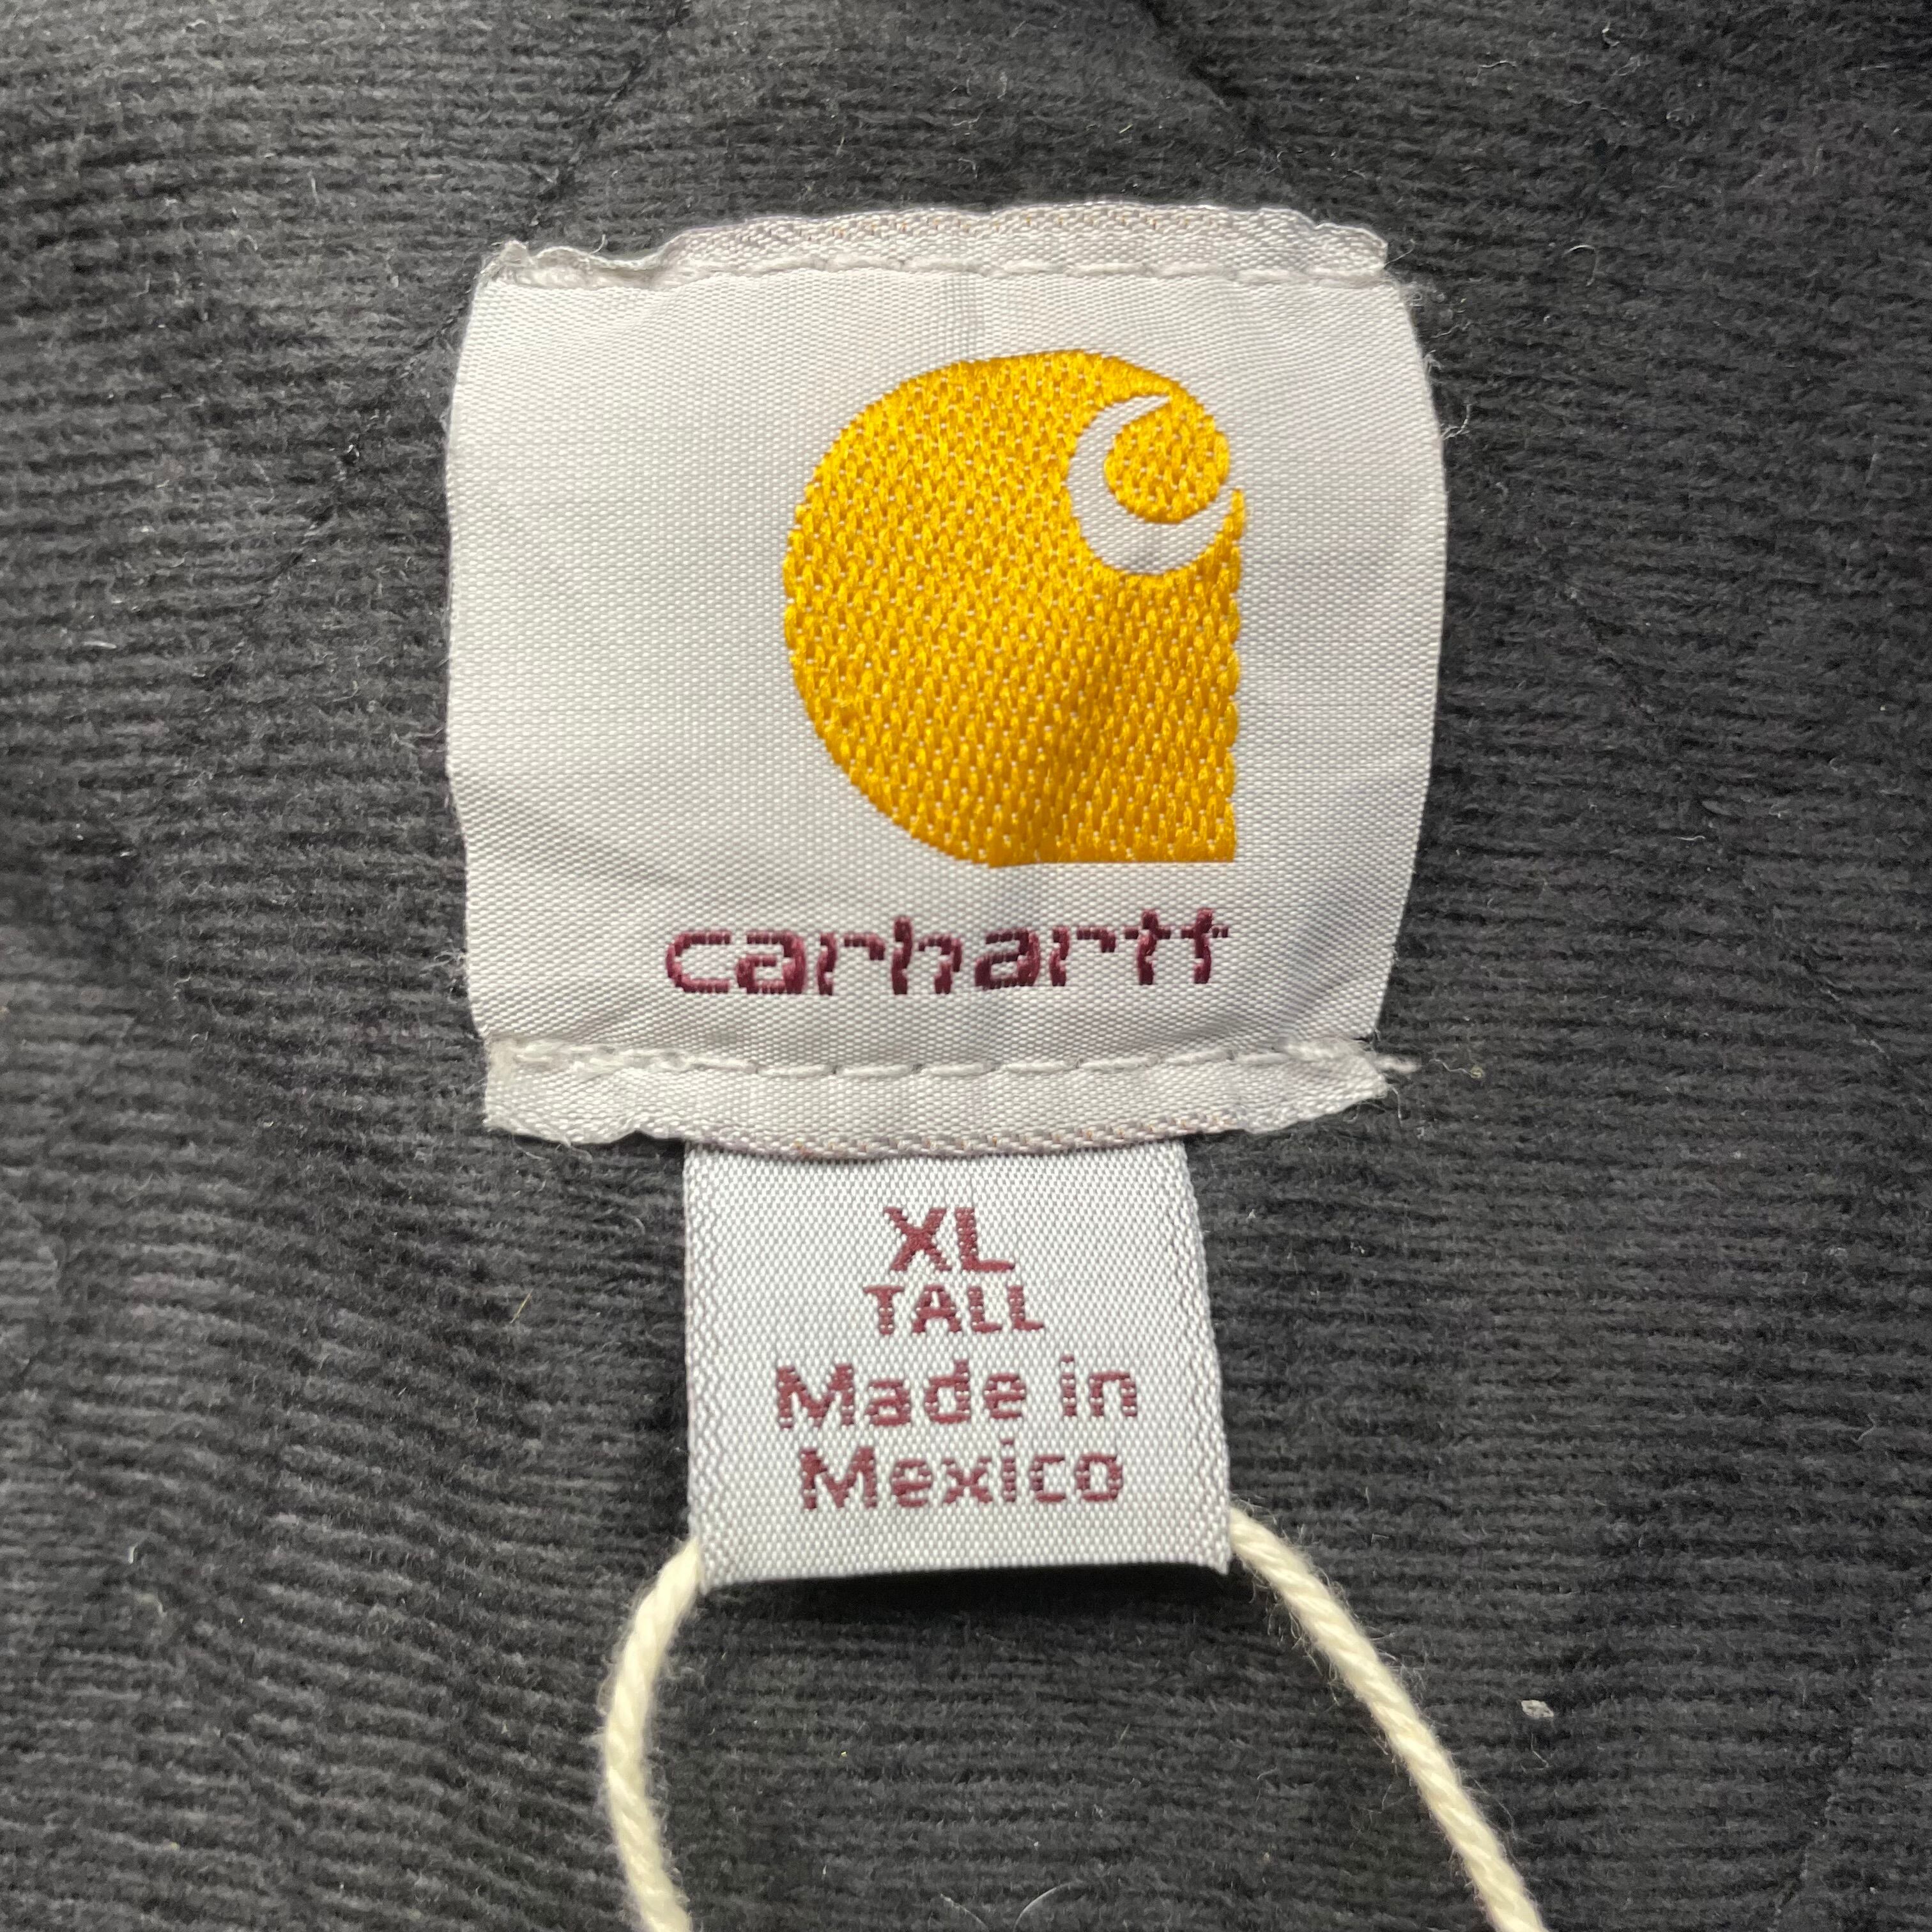 carhartt
XL
TALL
Made in
Mexico